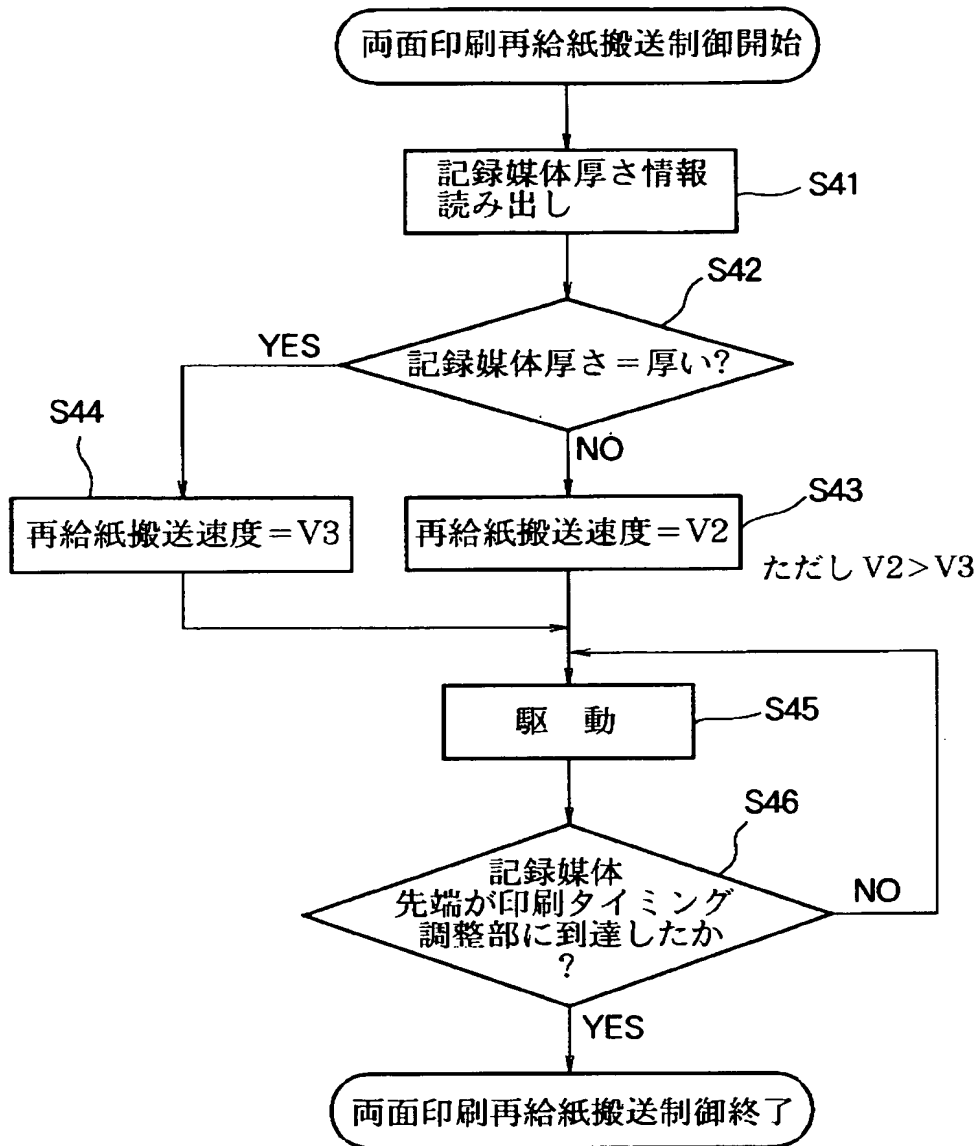 両面印刷再給紙搬送制御開始
記録媒体厚さ情報
読み出し
S41
S42
記録媒体厚さ=厚い?
YES
NO
S44
再給紙搬送速度=V3
S43
再給紙搬送速度=V2
ただし V2>V3
駆 動
S45
S46
記録媒体
先端が印刷タイミング
調整部に到達したか
?
NO
YES
両面印刷再給紙搬送制御終了